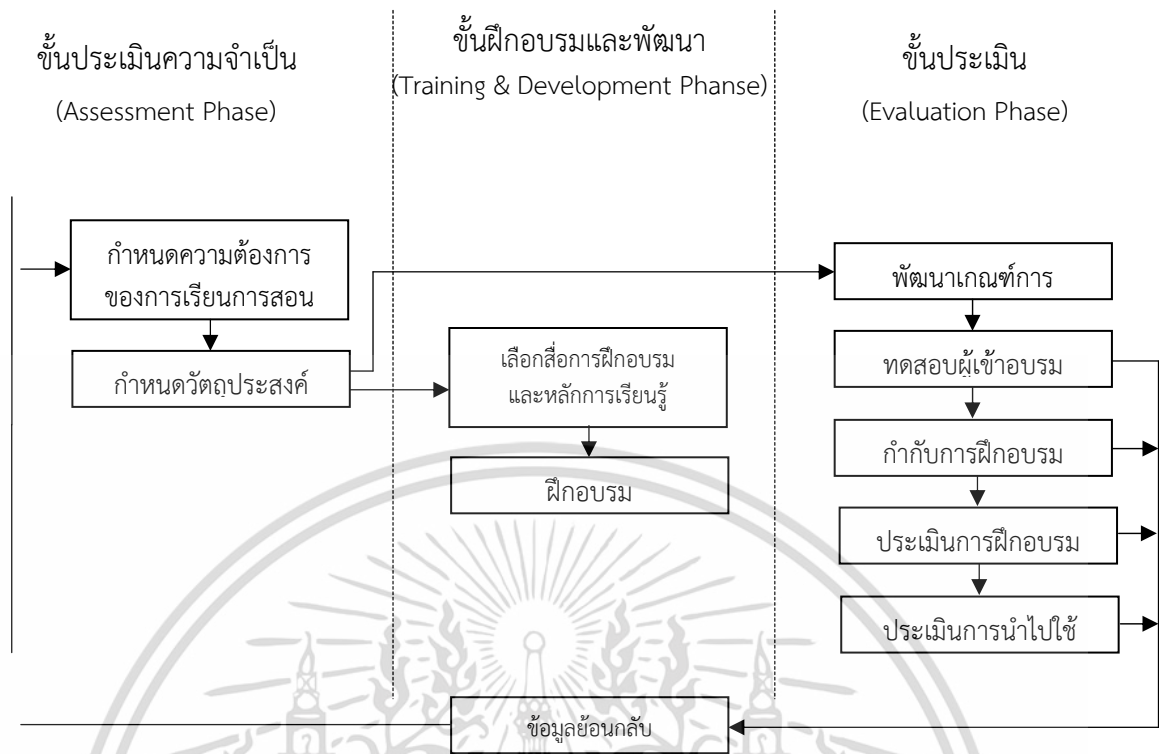 ขั้นประเมินความจำเป็น
(Assessment Phase)
ขั้นฝึกอบรมและพัฒนา
(Training & Development Phanse)
ขั้นประเมิน
(Evaluation Phase)
กำหนดความต้องการ
ของการเรียนการสอน
กำหนดวัตถุประสงค์
เลือกสื่อการฝึกอบรม
และหลักการเรียนรู้
ฝึกอบรม
พัฒนาเกณฑ์การ
ทดสอบผู้เข้าอบรม
กำกับการฝึกอบรม
ประเมินการฝึกอบรม
ประเมินการนำไปใช้
ข้อมูลย้อนกลับ